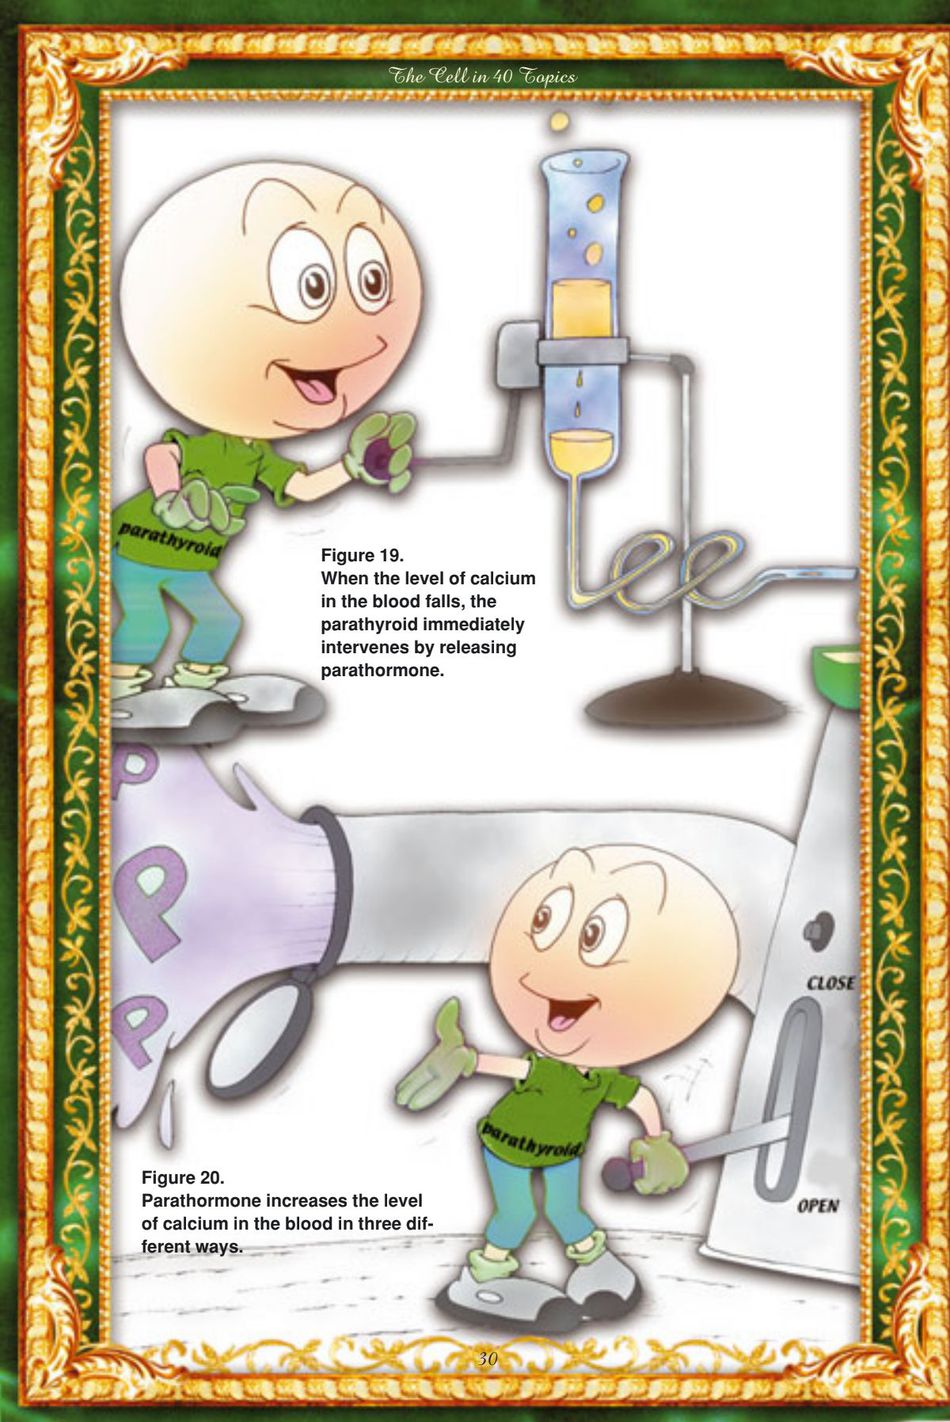 The Cell in 40 Topics
parathyroid
Figure 19.
When the level of calcium
in the blood falls, the
parathyroid immediately
intervenes by releasing
parathormone.
P
P
P
CLOSE
parathyroid
OPEN
Figure 20.
Parathormone increases the level
of calcium in the blood in three dif-
ferent ways.
30